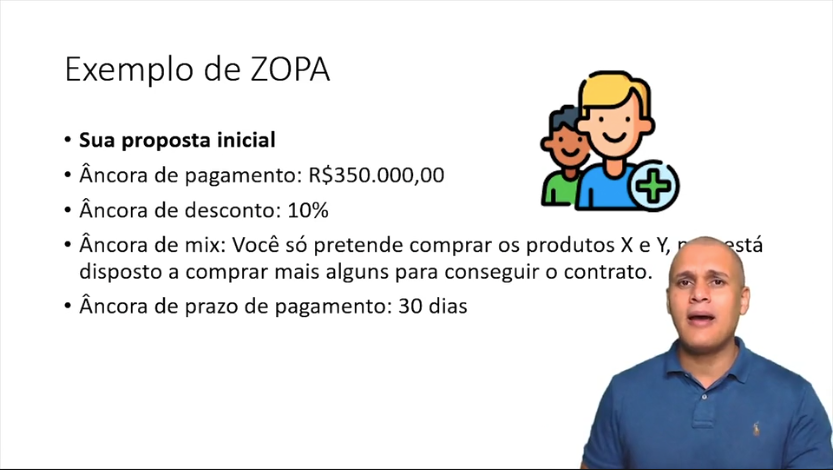 Exemplo de ZOPA
• Sua proposta inicial
• Âncora de pagamento: R$350.000,00
• Âncora de desconto: 10%
• Âncora de mix: Você só pretende comprar os produtos X e Y, está
disposto a comprar mais alguns para conseguir o contrato.
• Âncora de prazo de pagamento: 30 dias